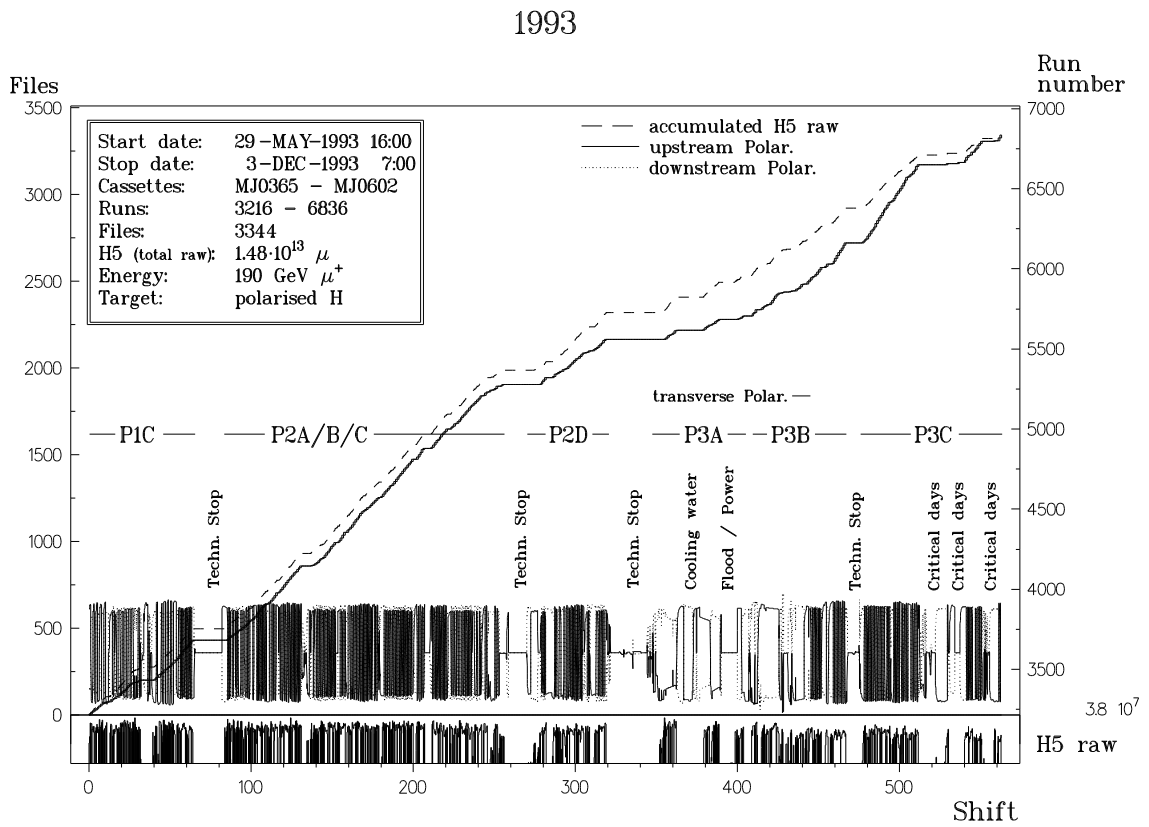 1993
Files
Run
number
3500
3000
2500
2000
1500
1000
500
0
7000
6500
6000
5500
5000
4500
4000
3500
Start date: 29-MAY-1993 16:00
Stop date: 3-DEC-1993 7:00
Cassettes: MJ0365 - MJ0602
Runs: 3216 - 6836
Files: 3344
H5 (total raw): 1.48·10¹³ μ
Energy: 190 GeV μ⁺
Target: polarised H
accumulated H5 raw
upstream Polar.
downstream Polar.
transverse Polar.
P1C P2A/B/C P2D P3A P3B P3C
Techn. Stop
Techn. Stop
Techn. Stop
Cooling water
Flood / Power
Techn. Stop
Critical days
Critical days
Critical days
3.8 10⁷
H5 raw
0 100 200 300 400 500
Shift